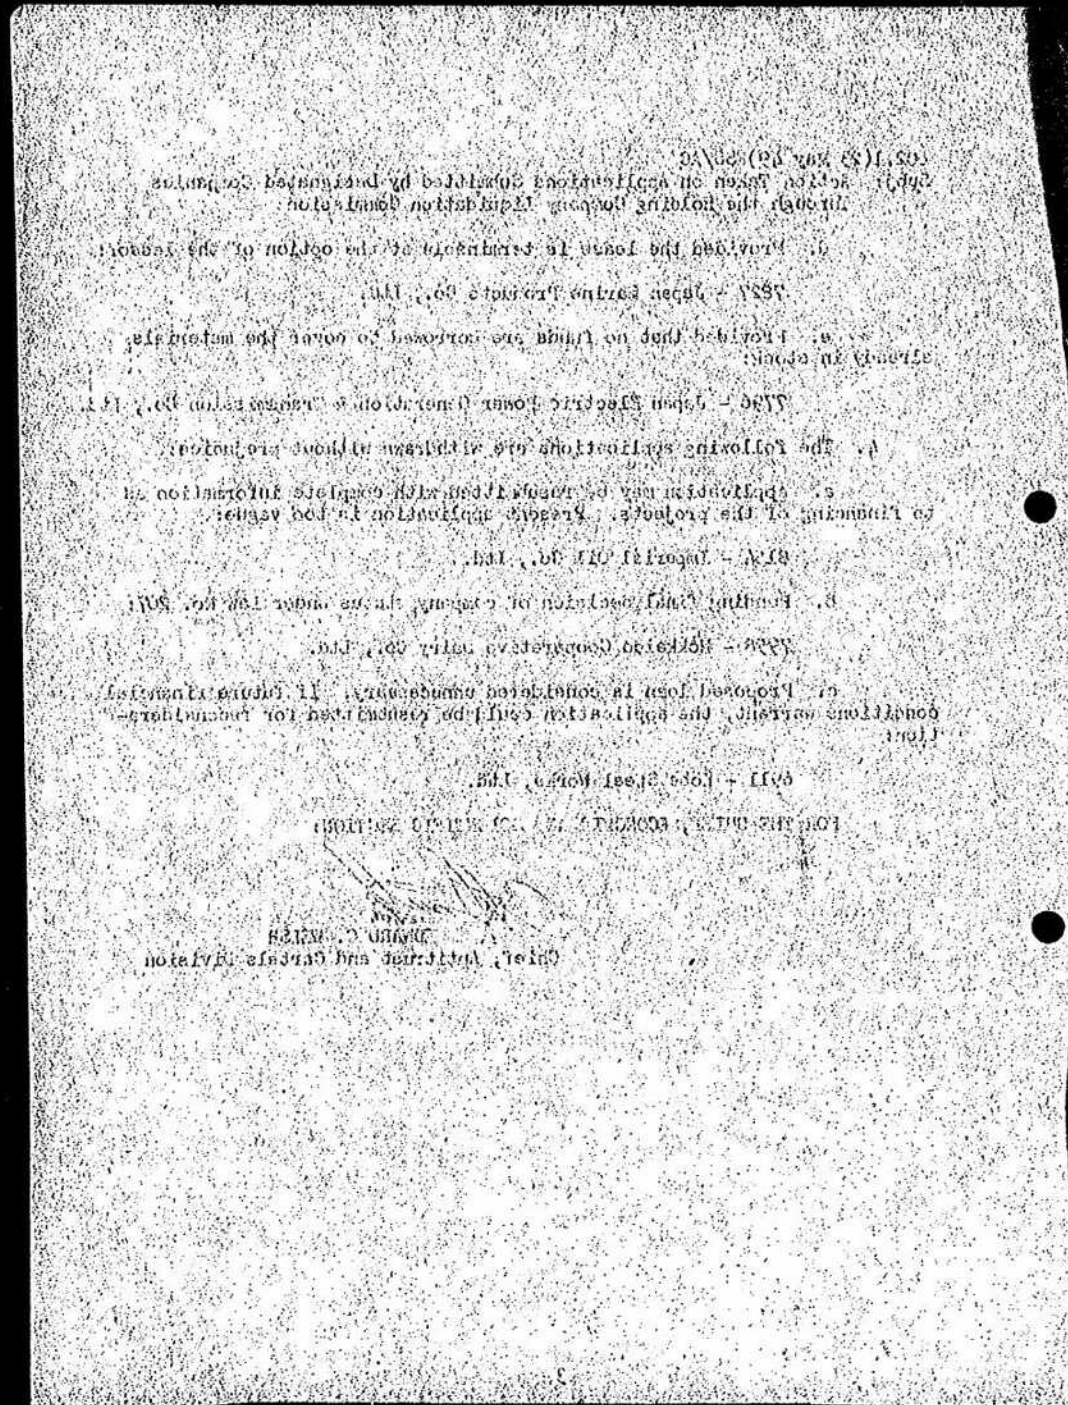 602.1(23 May 49)ESS/AC
Subj: Action Taken on Applications Submitted by Designated Companies
Through the Holding Company Liquidation Commission
d. Provided the lease is terminable at the option of the lessor:
7827 - Japan Marine Products Co., Ltd.
e. Provided that no funds are borrowed to cover the materials
already in stock:
7796 - Japan Electric Power Generation & Transmission Co., Ltd.
4. The following applications are withdrawn without prejudice:
a. Application may be resubmitted with complete information as
to financing of the projects. Present application is too vague:
8154 - Imperial Oil Co., Ltd.
b. Pending final decision of company status under law No. 207:
7998 - Hokkaido Cooperative Dairy Co., Ltd.
c. Proposed loan is considered unnecessary. If future financial
conditions warrant, the application could be resubmitted for reconsidera-
tion:
6911 - Kobe Steel Works, Ltd.
FOR THE CHIEF, ECONOMIC AND SCIENTIFIC SECTION:
EDWARD C. WELSH
Chief, Antitrust and Cartels Division